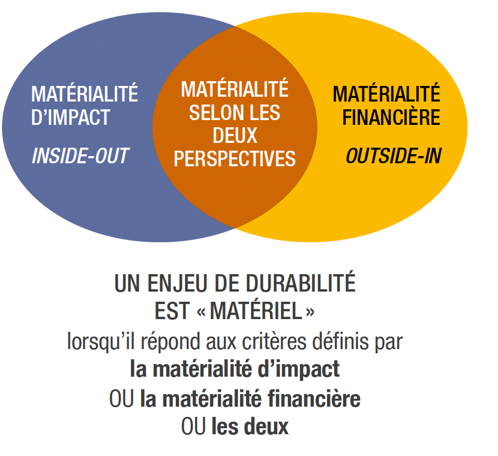 MATÉRIALITÉ
D'IMPACT
INSIDE-OUT
MATÉRIALITÉ
SELON LES
DEUX
PERSPECTIVES
MATÉRIALITÉ
FINANCIÈRE
OUTSIDE-IN
UN ENJEU DE DURABILITÉ
EST « MATÉRIEL »
lorsqu'il répond aux critères définis par
la matérialité d'impact
OU la matérialité financière
OU les deux